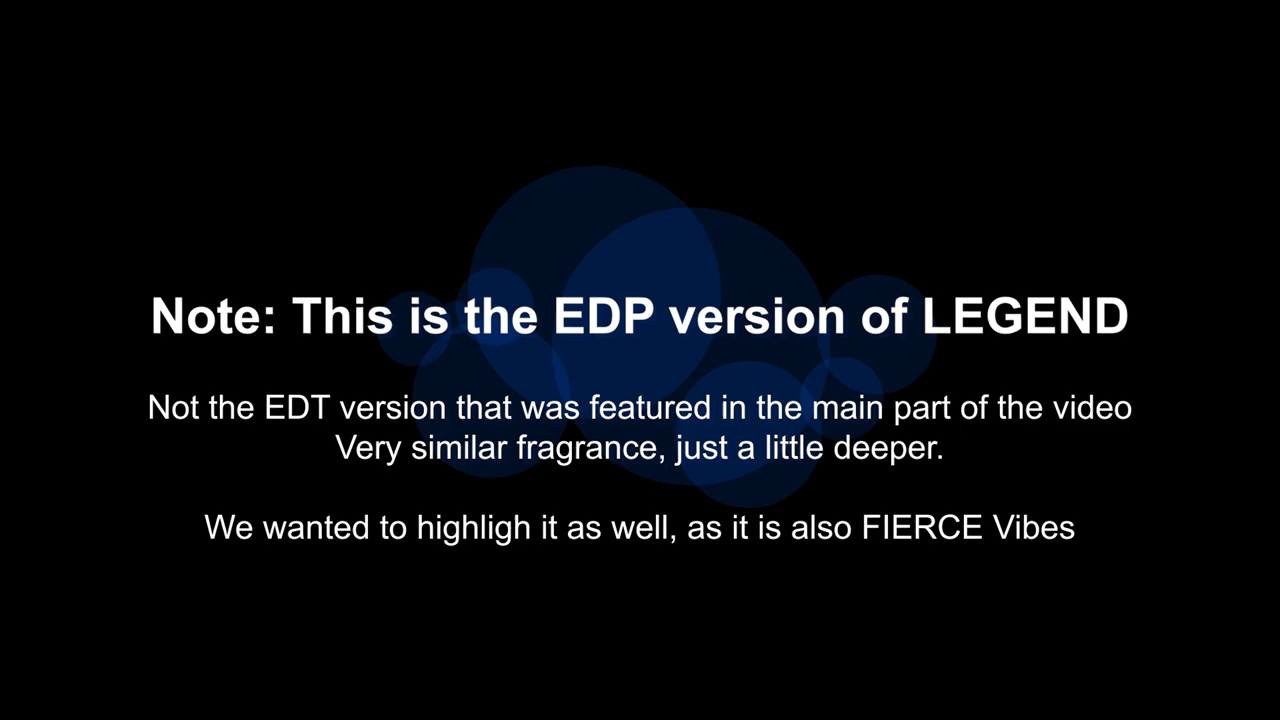 Note: This is the EDP version of LEGEND
Not the EDT version that was featured in the main part of the video
Very similar fragrance, just a little deeper.
We wanted to highligh it as well, as it is also FIERCE Vibes